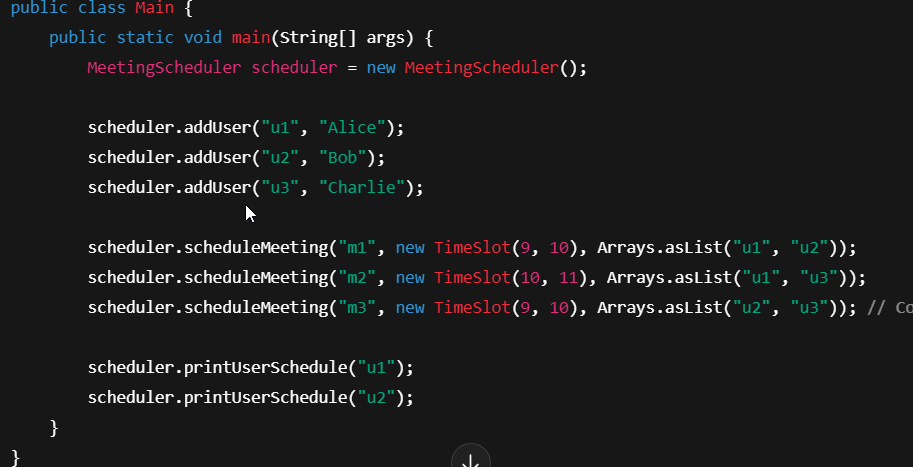 public class Main {
    public static void main(String[] args) {
        MeetingScheduler scheduler = new MeetingScheduler();
        scheduler.addUser("u1", "Alice");
        scheduler.addUser("u2", "Bob");
        scheduler.addUser("u3", "Charlie");
        scheduler.scheduleMeeting("m1", new TimeSlot(9, 10), Arrays.asList("u1", "u2"));
        scheduler.scheduleMeeting("m2", new TimeSlot(10, 11), Arrays.asList("u1", "u3"));
        scheduler.scheduleMeeting("m3", new TimeSlot(9, 10), Arrays.asList("u2", "u3")); // Co
        scheduler.printUserSchedule("u1");
        scheduler.printUserSchedule("u2");
    }
}